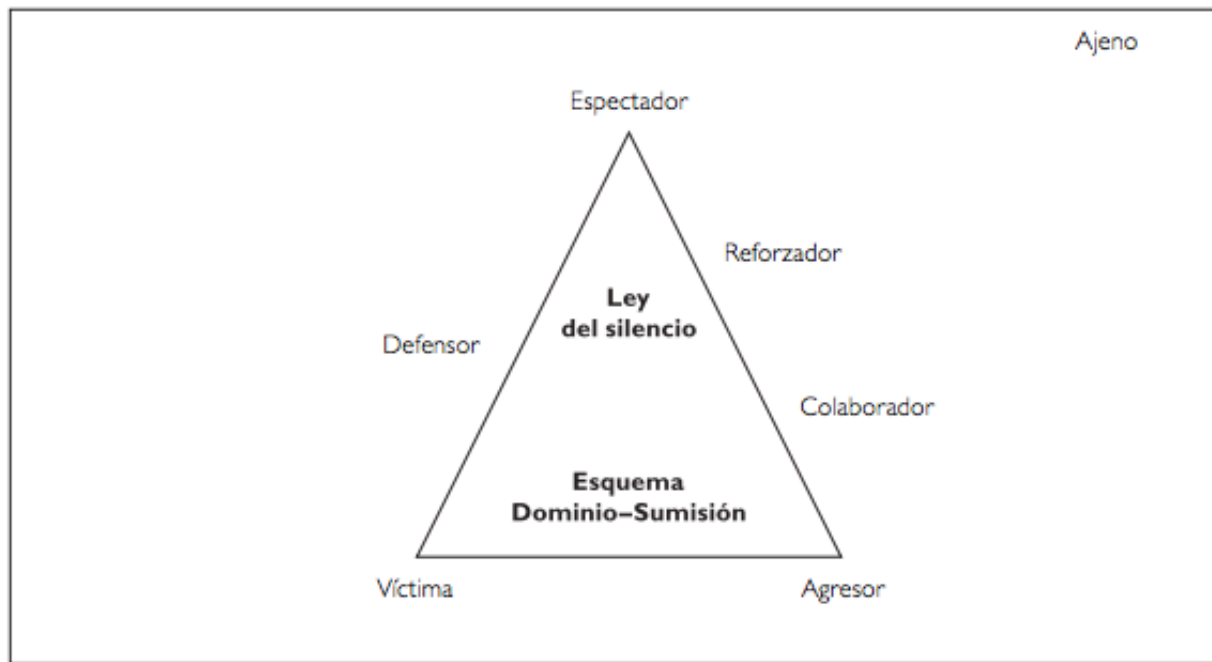 Ajeno
Espectador
Reforzador
Ley
del silencio
Defensor
Colaborador
Esquema
Dominio–Sumisión
Víctima
Agresor